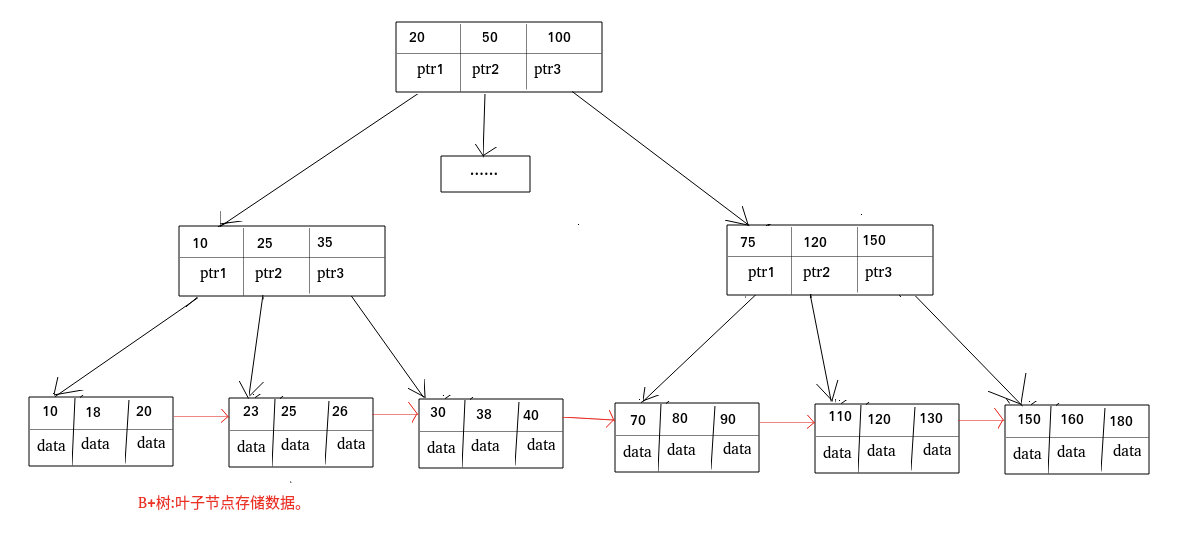 20 50 100
ptr1 ptr2 ptr3
······
10 25 35
ptr1 ptr2 ptr3
75 120 150
ptr1 ptr2 ptr3
10 18 20
data data data
23 25 26
data data data
30 38 40
data data data
70 80 90
data data data
110 120 130
data data data
150 160 180
data data data
B+树:叶子节点存储数据。